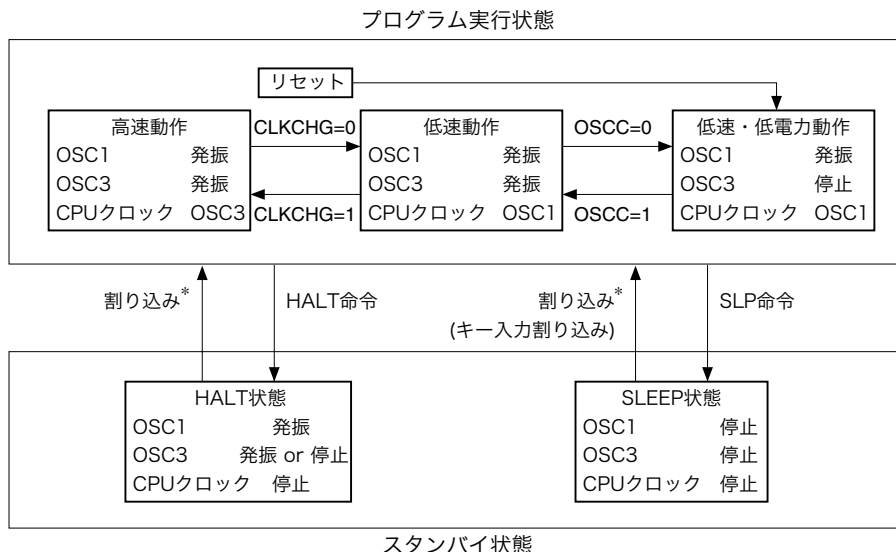 プログラム実行状態
リセット
高速動作
OSC1 発振
OSC3 発振
CPUクロック OSC3
CLKCHG=0
CLKCHG=1
低速動作
OSC1 発振
OSC3 発振
CPUクロック OSC1
OSCC=0
OSCC=1
低速・低電力動作
OSC1 発振
OSC3 停止
CPUクロック OSC1
割り込み*
HALT命令
割り込み*
(キー入力割り込み)
SLP命令
HALT状態
OSC1 発振
OSC3 発振 or 停止
CPUクロック 停止
SLEEP状態
OSC1 停止
OSC3 停止
CPUクロック 停止
スタンバイ状態